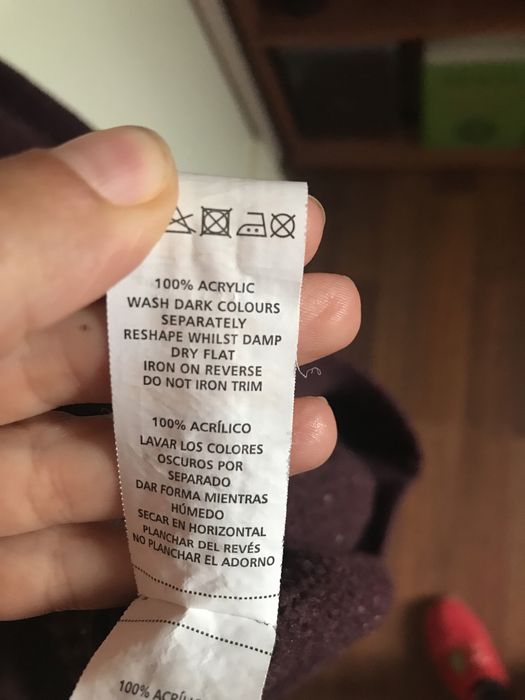 100% ACRYLIC
WASH DARK COLOURS
SEPARATELY
RESHAPE WHILST DAMP
DRY FLAT
IRON ON REVERSE
DO NOT IRON TRIM
100% ACRÍLICO
LAVAR LOS COLORES
OSCUROS POR
SEPARADO
DAR FORMA MIENTRAS
HÚMEDO
SECAR EN HORIZONTAL
PLANCHAR DEL REVÉS
NO PLANCHAR EL ADORNO
100%